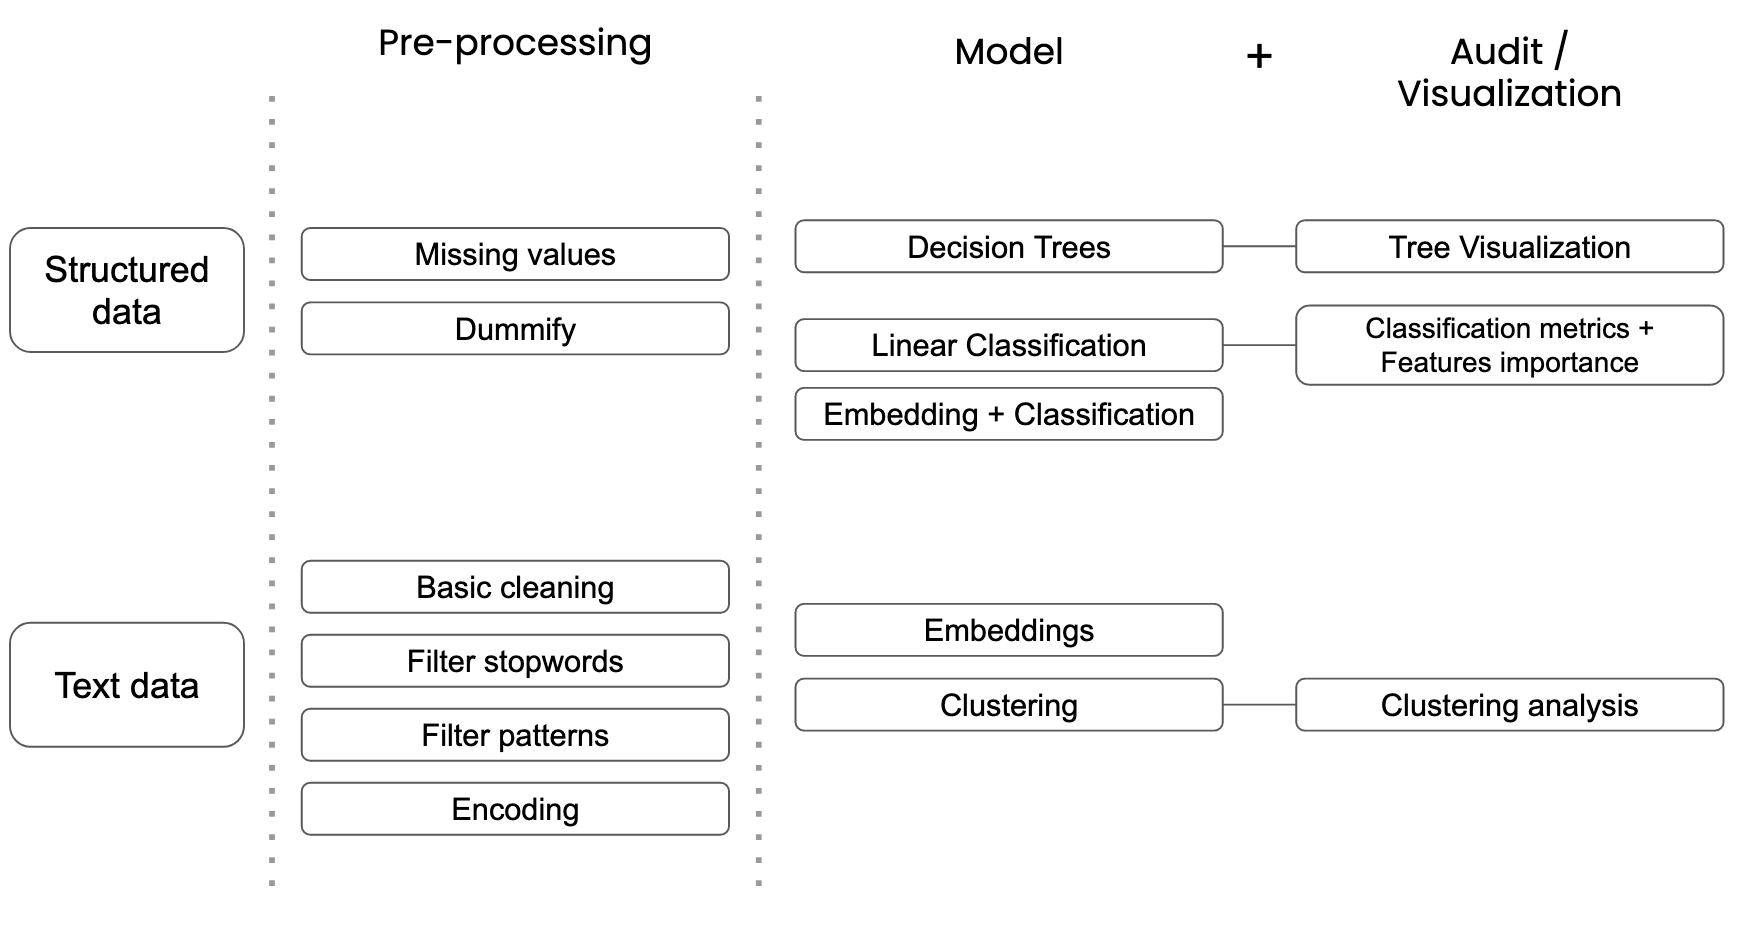 Pre-processing
Model
+
Audit /
Visualization
Structured
data
Missing values
Dummify
Decision Trees
Tree Visualization
Linear Classification
Classification metrics +
Features importance
Embedding + Classification
Text data
Basic cleaning
Filter stopwords
Filter patterns
Encoding
Embeddings
Clustering
Clustering analysis